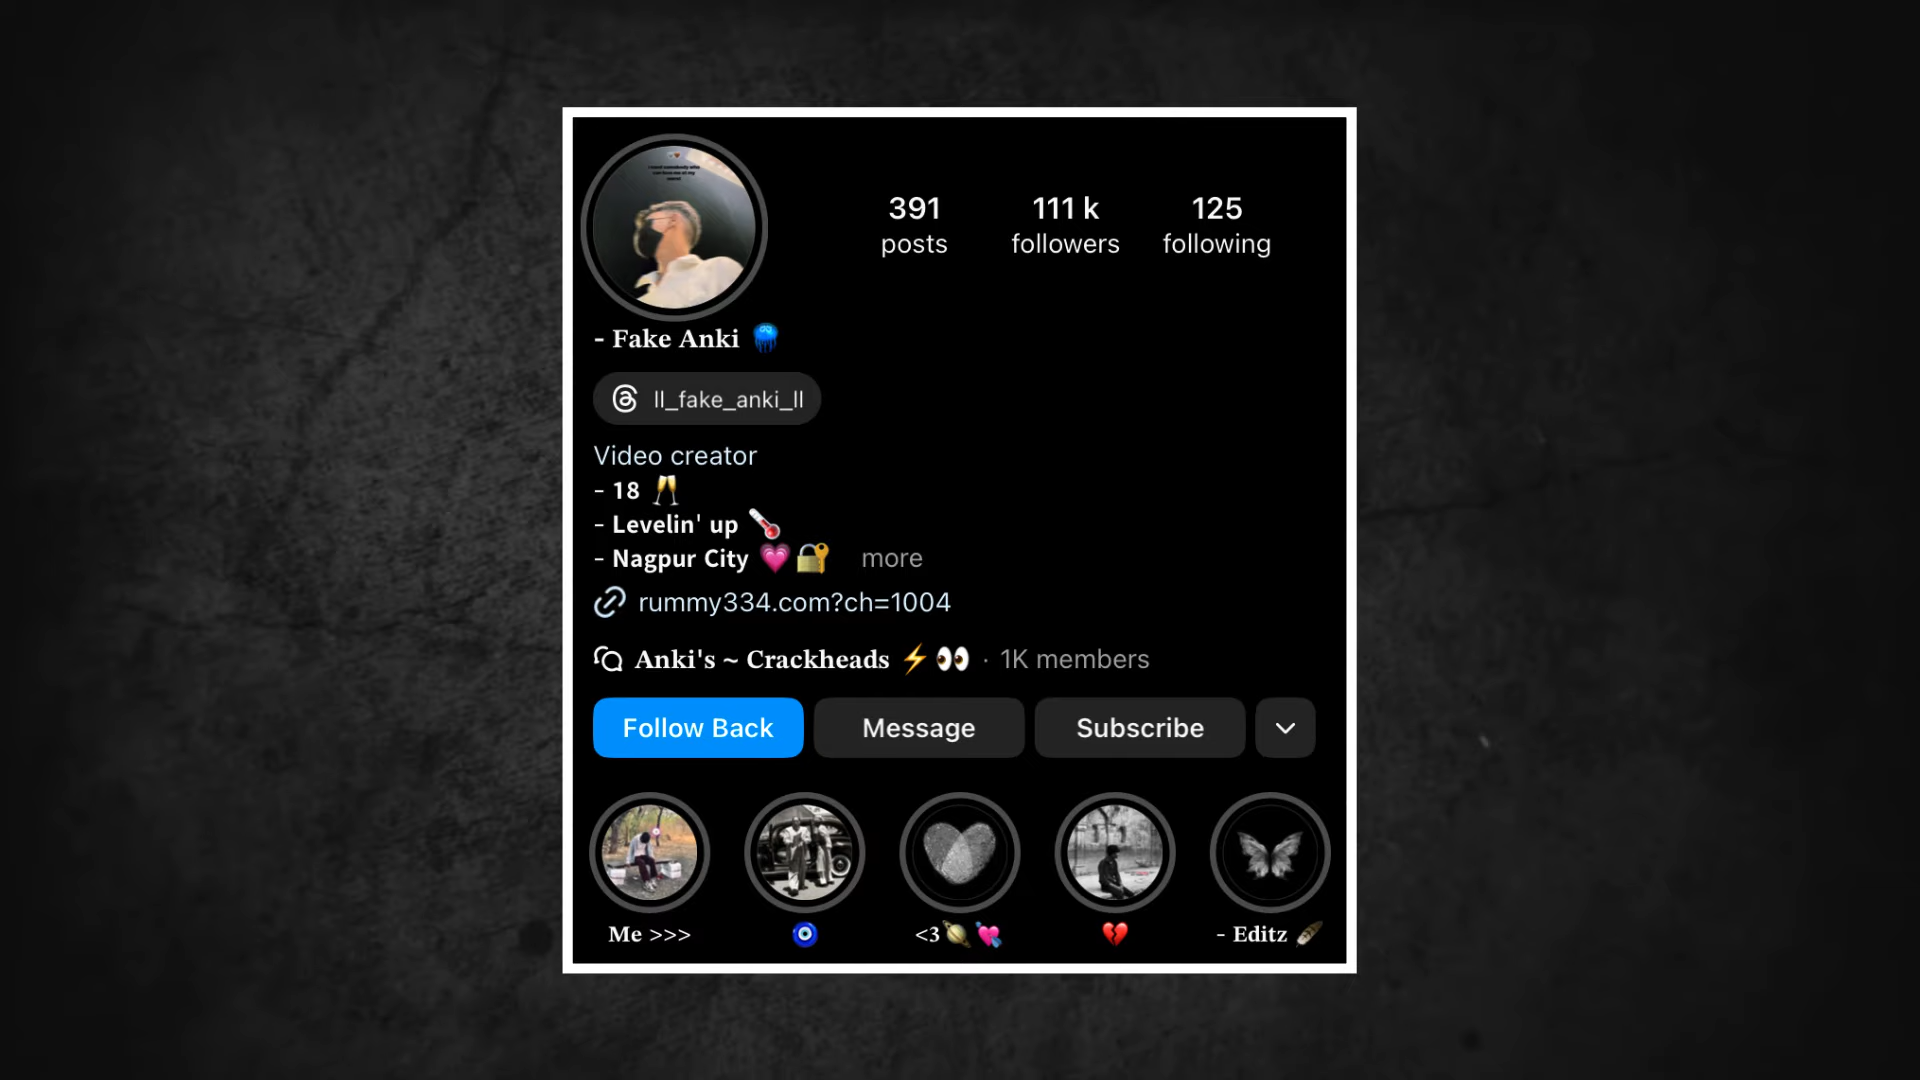 391 111 k 125
posts followers following
- Fake Anki
ll_fake_anki_ll
Video creator
- 18 🥂
- Levelin' up 🌡️
- Nagpur City 💗🔐 more
rummy334.com?ch=1004
Anki's ~ Crackheads ⚡👀 · 1K members
Follow Back Message Subscribe
Me >>> 🧿 <3🪐💘 💔 - Editz 🪶